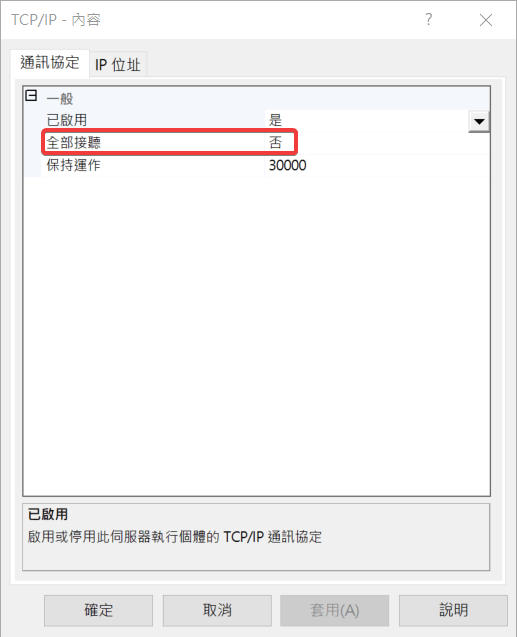 TCP/IP - 內容
通訊協定 IP 位址
一般
已啟用 是
全部接聽 否
保持運作 30000
已啟用
啟用或停用此伺服器執行個體的 TCP/IP 通訊協定
確定 取消 套用(A) 說明